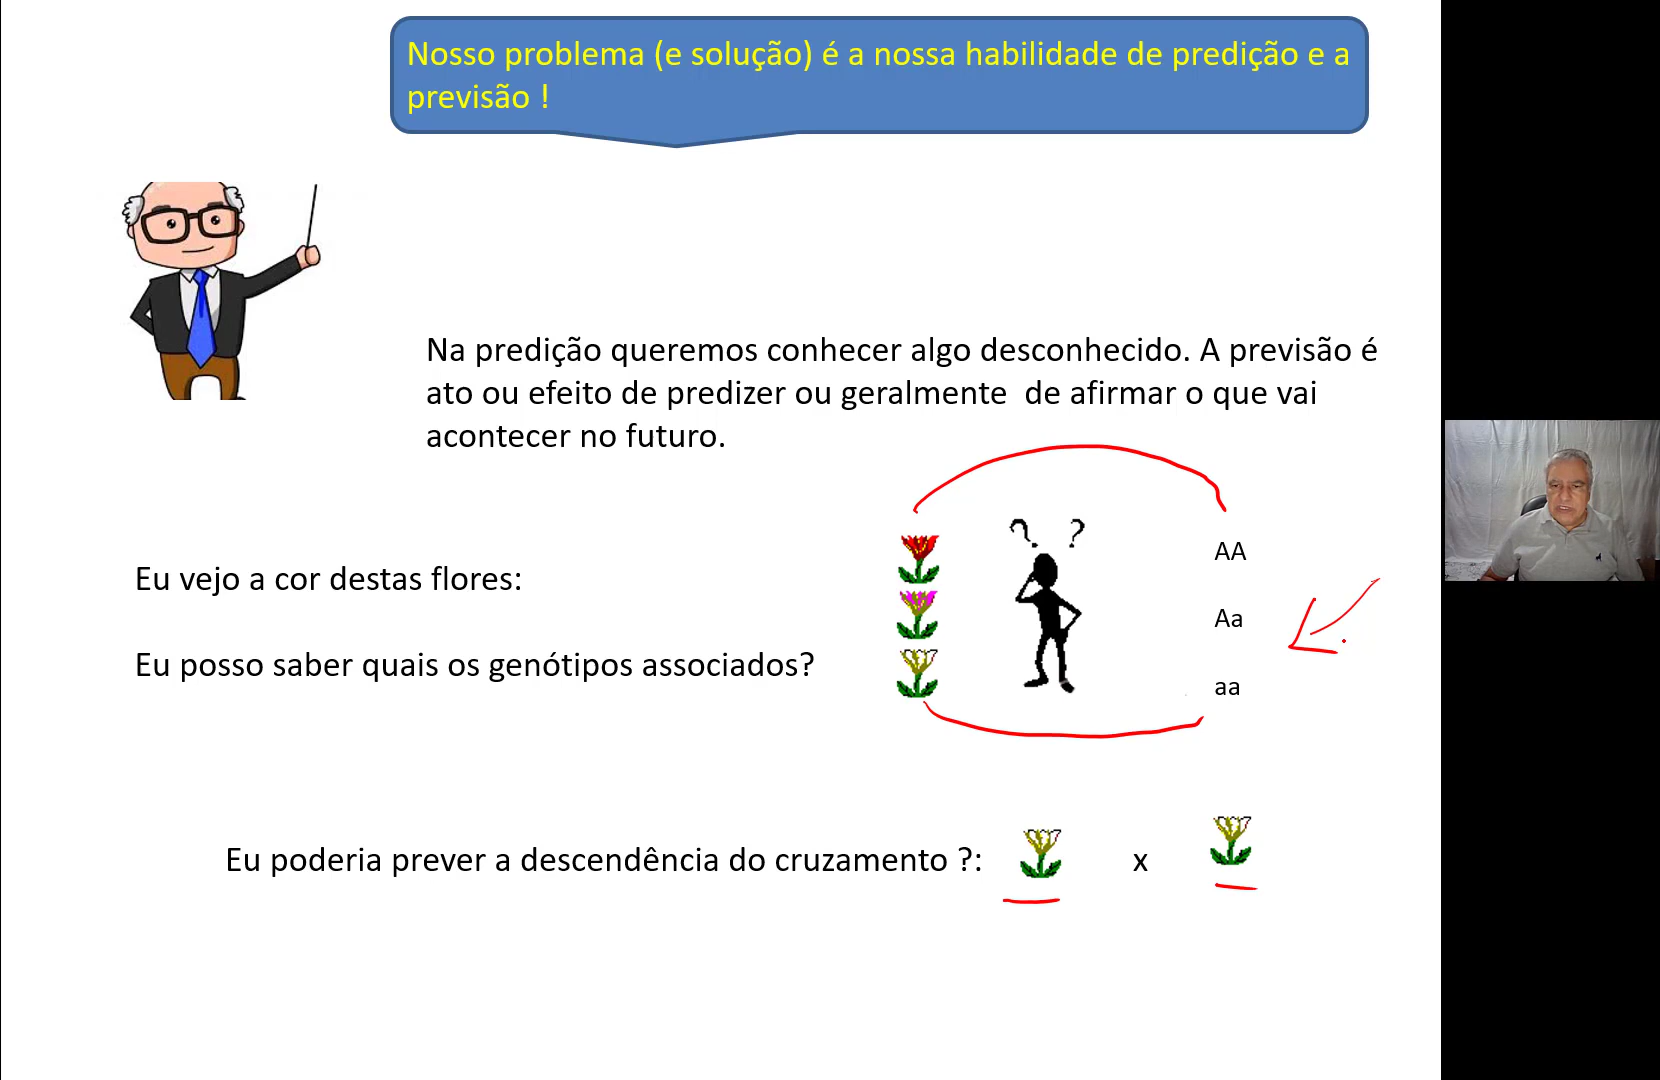 Nosso problema (e solução) é a nossa habilidade de predição e a
previsão !
Na predição queremos conhecer algo desconhecido. A previsão é
ato ou efeito de predizer ou geralmente  de afirmar o que vai
acontecer no futuro.
? ?
AA
Eu vejo a cor destas flores:
Aa
Eu posso saber quais os genótipos associados?
aa
Eu poderia prever a descendência do cruzamento ?:
x